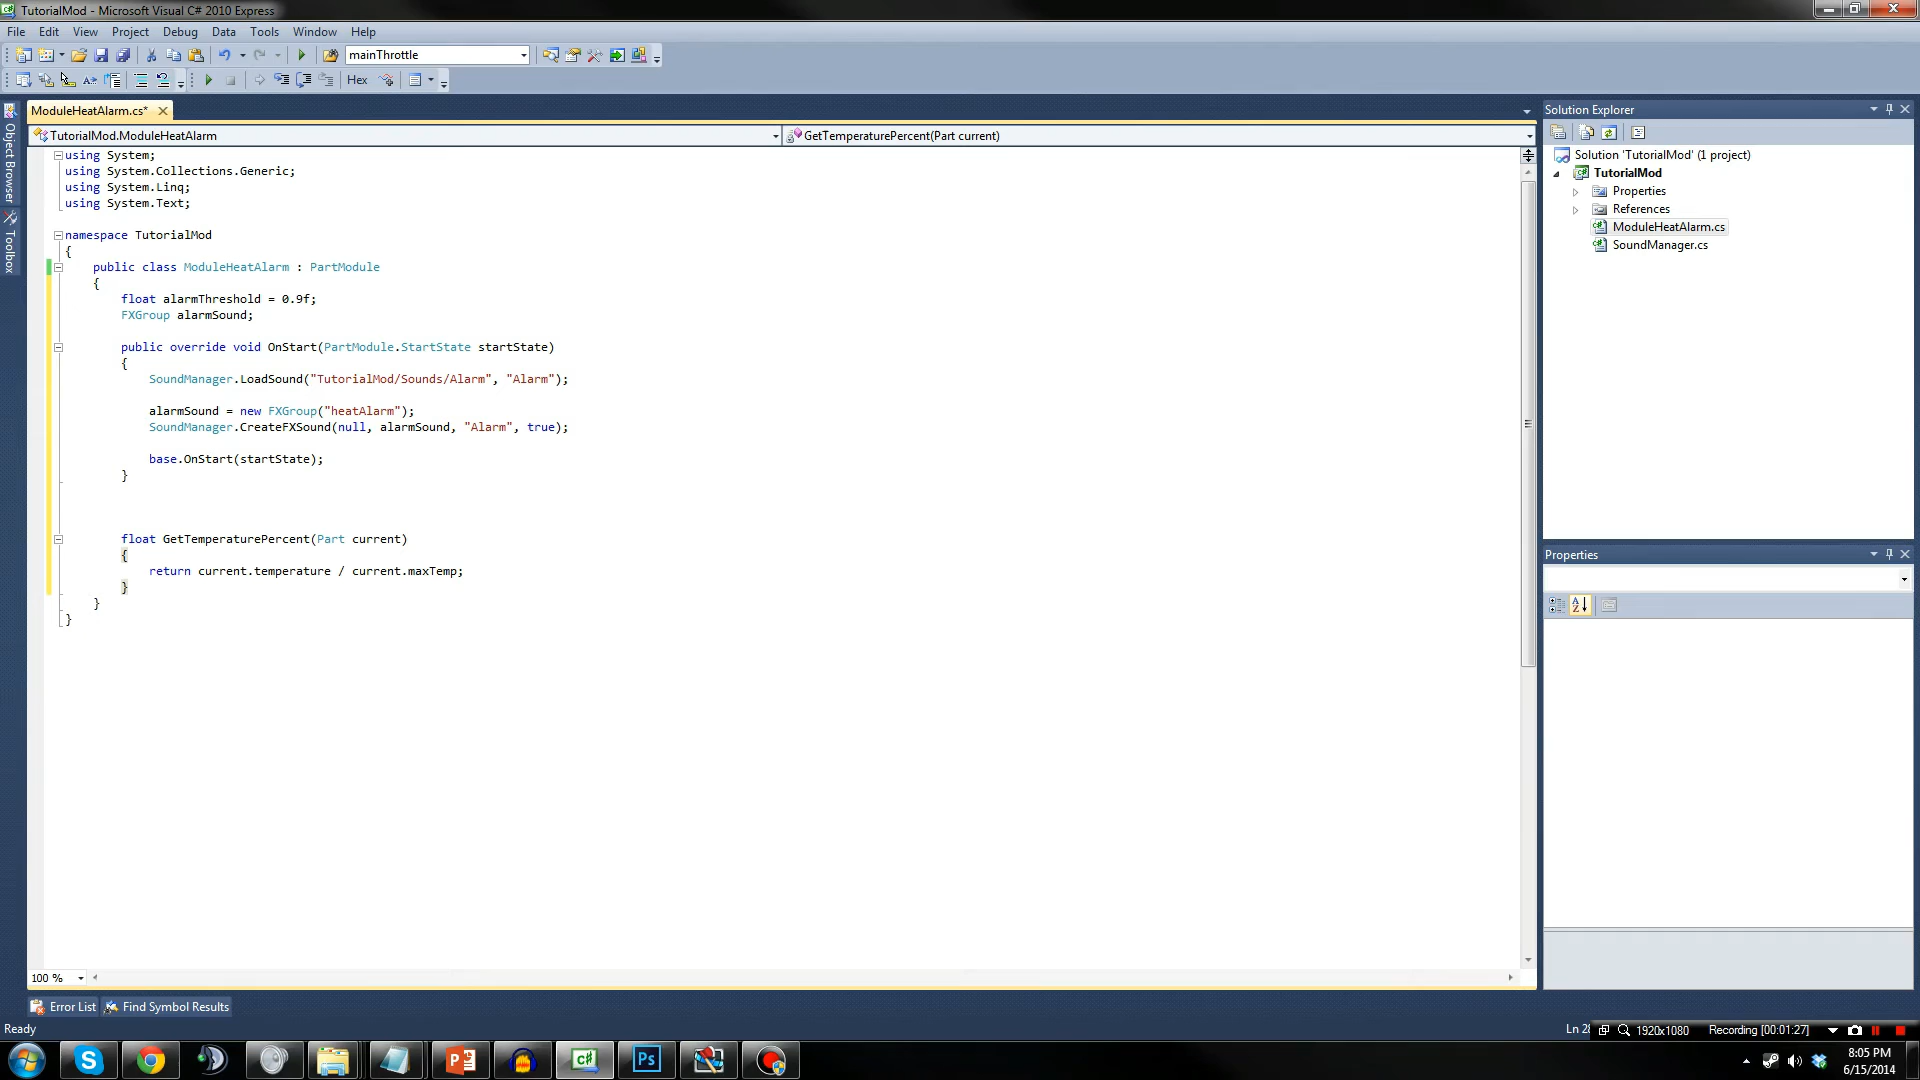 TutorialMod - Microsoft Visual C# 2010 Express
File Edit View Project Debug Data Tools Window Help
mainThrottle
Hex
Object Browser
Toolbox
ModuleHeatAlarm.cs*
TutorialMod.ModuleHeatAlarm
GetTemperaturePercent(Part current)
using System;
using System.Collections.Generic;
using System.Linq;
using System.Text;
namespace TutorialMod
{
public class ModuleHeatAlarm : PartModule
{
float alarmThreshold = 0.9f;
FXGroup alarmSound;
public override void OnStart(PartModule.StartState startState)
{
SoundManager.LoadSound("TutorialMod/Sounds/Alarm", "Alarm");
alarmSound = new FXGroup("heatAlarm");
SoundManager.CreateFXSound(null, alarmSound, "Alarm", true);
base.OnStart(startState);
}
float GetTemperaturePercent(Part current)
{
return current.temperature / current.maxTemp;
}
}
}
100 %
Solution Explorer
Solution 'TutorialMod' (1 project)
TutorialMod
Properties
References
ModuleHeatAlarm.cs
SoundManager.cs
Properties
Error List Find Symbol Results
Ready
Ln 28
1920x1080
Recording [00:01:27]
8:05 PM
6/15/2014